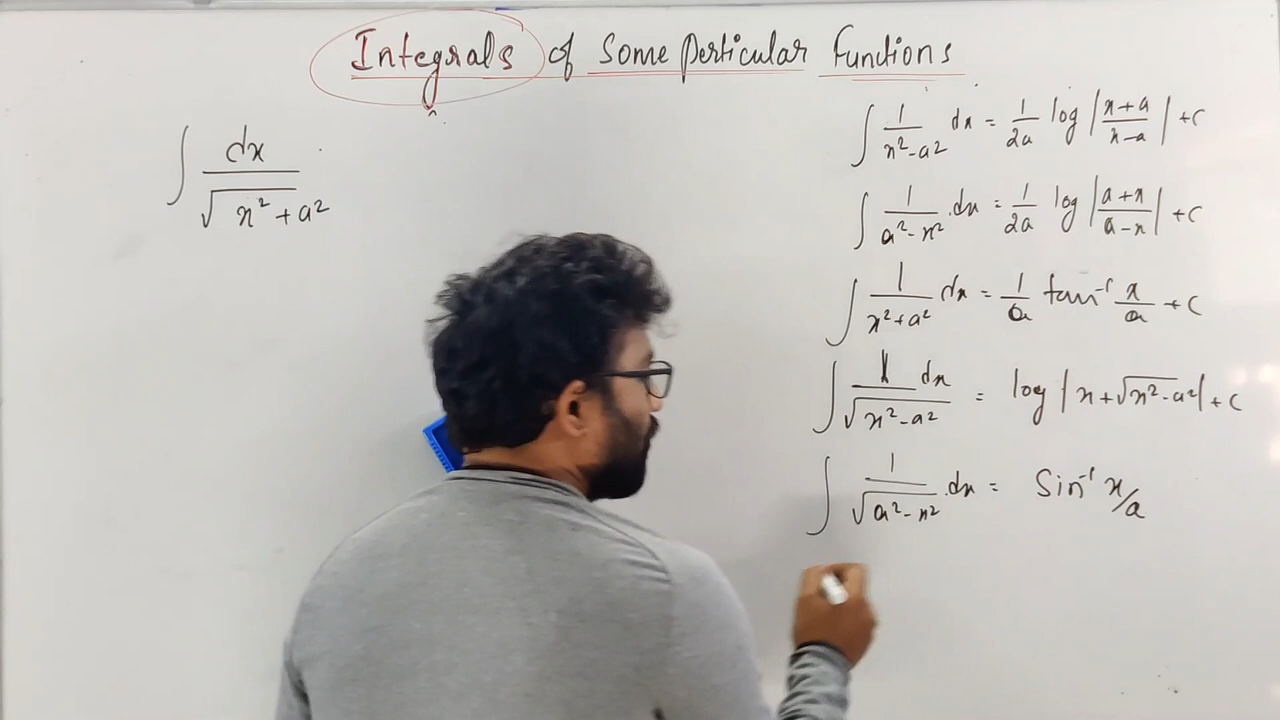 Integrals of Some perticular Functions
∫ dx / √x² + a²
∫ 1 / x² - a² dx = 1/2a log |x+a / x-a| + c
∫ 1 / a² - x² .dx = 1/2a log |a+x / a-x| + c
∫ 1 / x² + a² dx = 1/a tan⁻¹ x/a + c
∫ 1 dx / √x² - a² = log |x + √x² - a²| + c
∫ 1 / √a² - x² .dx = Sin⁻¹ x/a